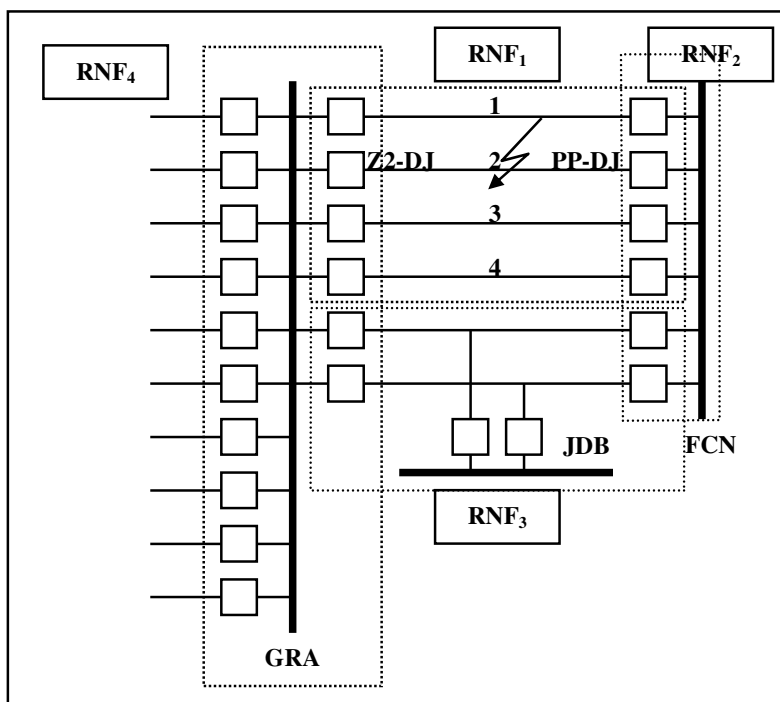 RNF₁
RNF₂
RNF₄
1
Z2-DJ 2 PP-DJ
3
4
JDB
FCN
RNF₃
GRA